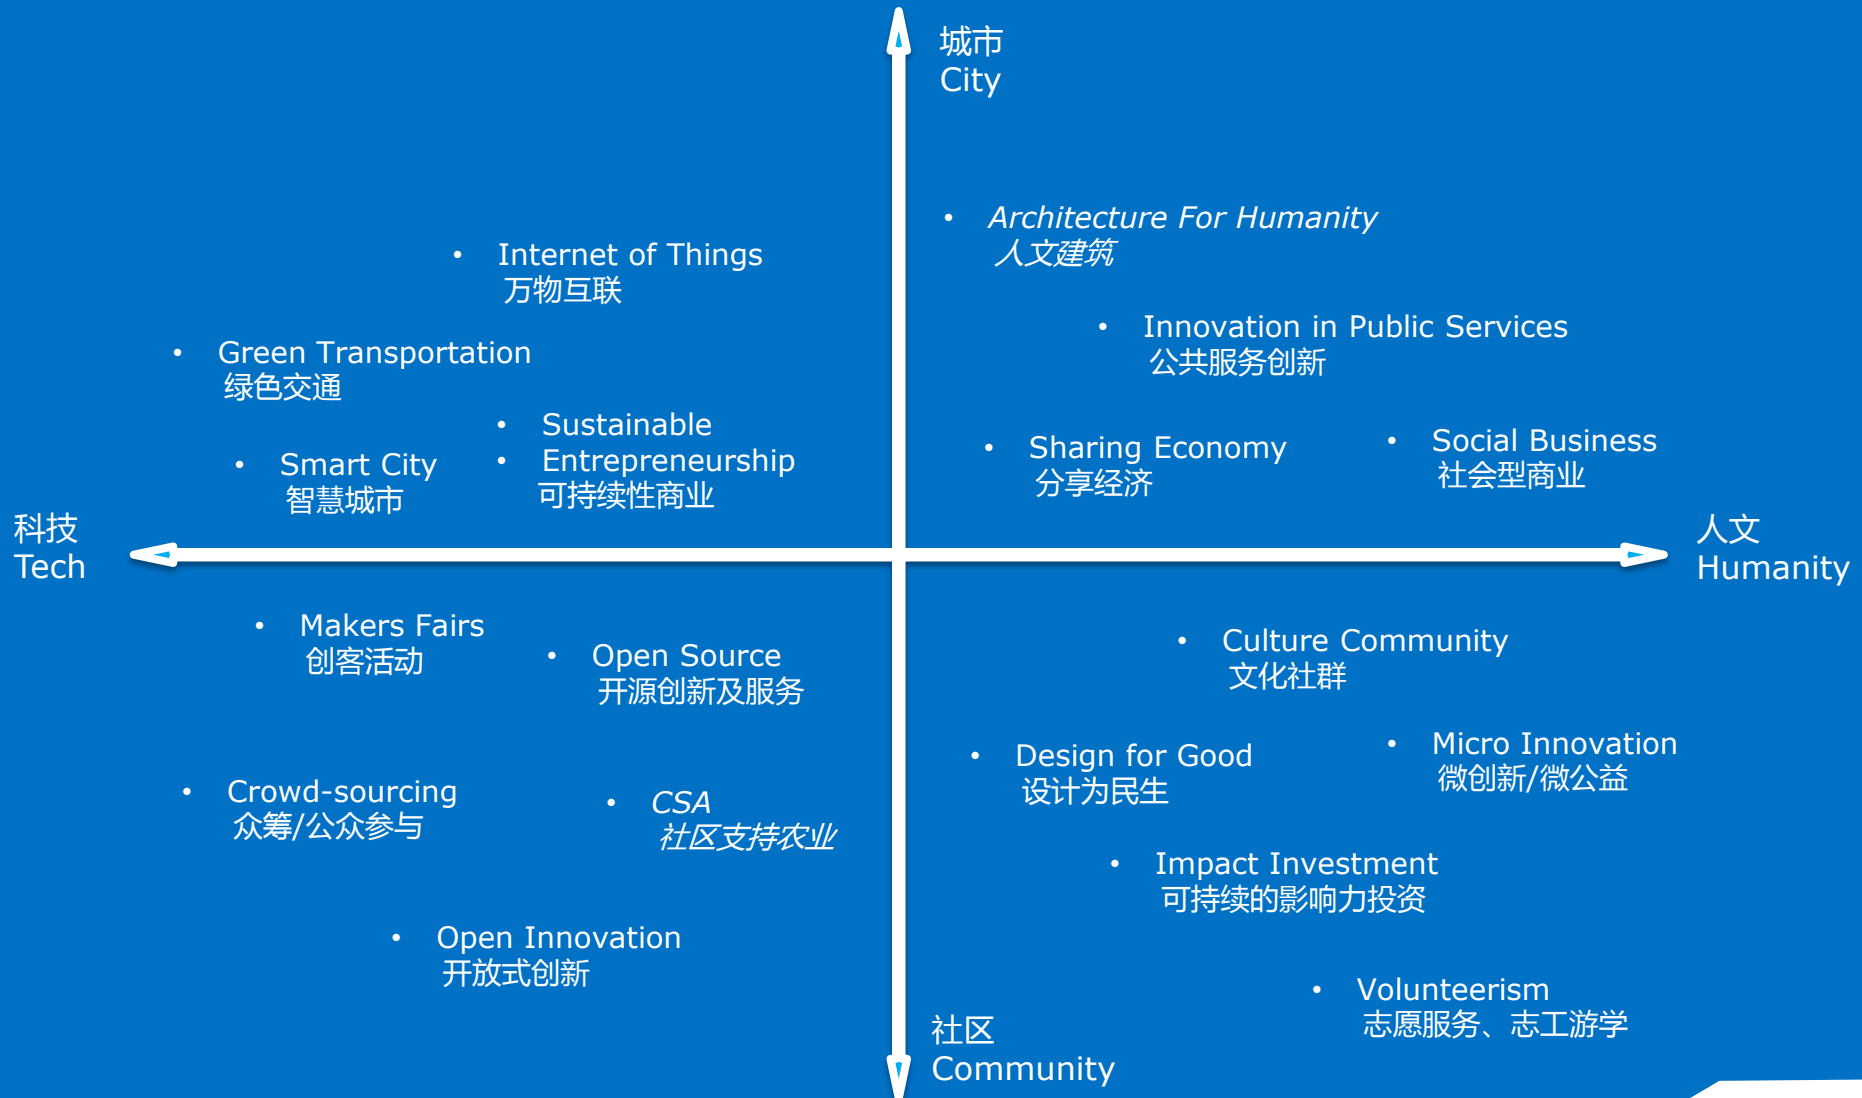 城市
City
• Architecture For Humanity
人文建筑
• Internet of Things
万物互联
• Innovation in Public Services
公共服务创新
• Green Transportation
绿色交通
• Sustainable
• Entrepreneurship
可持续性商业
• Smart City
智慧城市
• Sharing Economy
分享经济
• Social Business
社会型商业
科技
Tech
人文
Humanity
• Makers Fairs
创客活动
• Open Source
开源创新及服务
• Culture Community
文化社群
• Design for Good
设计为民生
• Micro Innovation
微创新/微公益
• Crowd-sourcing
众筹/公众参与
• CSA
社区支持农业
• Impact Investment
可持续的影响力投资
• Open Innovation
开放式创新
• Volunteerism
志愿服务、志工游学
社区
Community